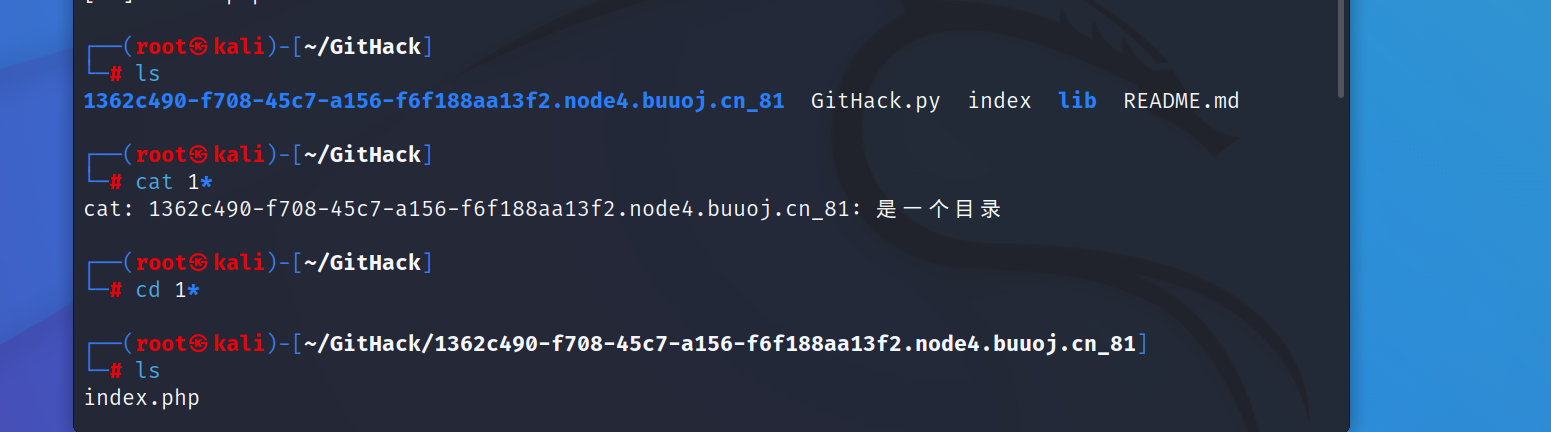 ┌──(root㉿kali)-[~/GitHack]
└─# ls
1362c490-f708-45c7-a156-f6f188aa13f2.node4.buuoj.cn_81  GitHack.py  index  lib  README.md
┌──(root㉿kali)-[~/GitHack]
└─# cat 1*
cat: 1362c490-f708-45c7-a156-f6f188aa13f2.node4.buuoj.cn_81: 是一个目录
┌──(root㉿kali)-[~/GitHack]
└─# cd 1*
┌──(root㉿kali)-[~/GitHack/1362c490-f708-45c7-a156-f6f188aa13f2.node4.buuoj.cn_81]
└─# ls
index.php